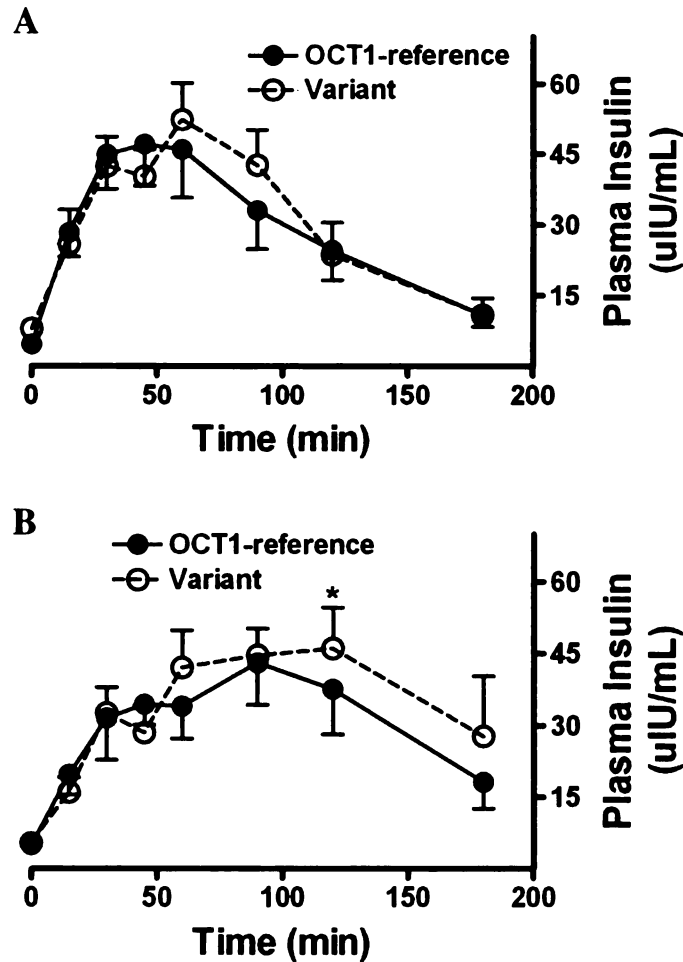 A
OCT1-reference
Variant
60
45
30
15
Plasma Insulin
(uIU/mL)
0
50
100
150
200
Time (min)
B
OCT1-reference
Variant
*
60
45
30
15
Plasma Insulin
(uIU/mL)
0
50
100
150
200
Time (min)